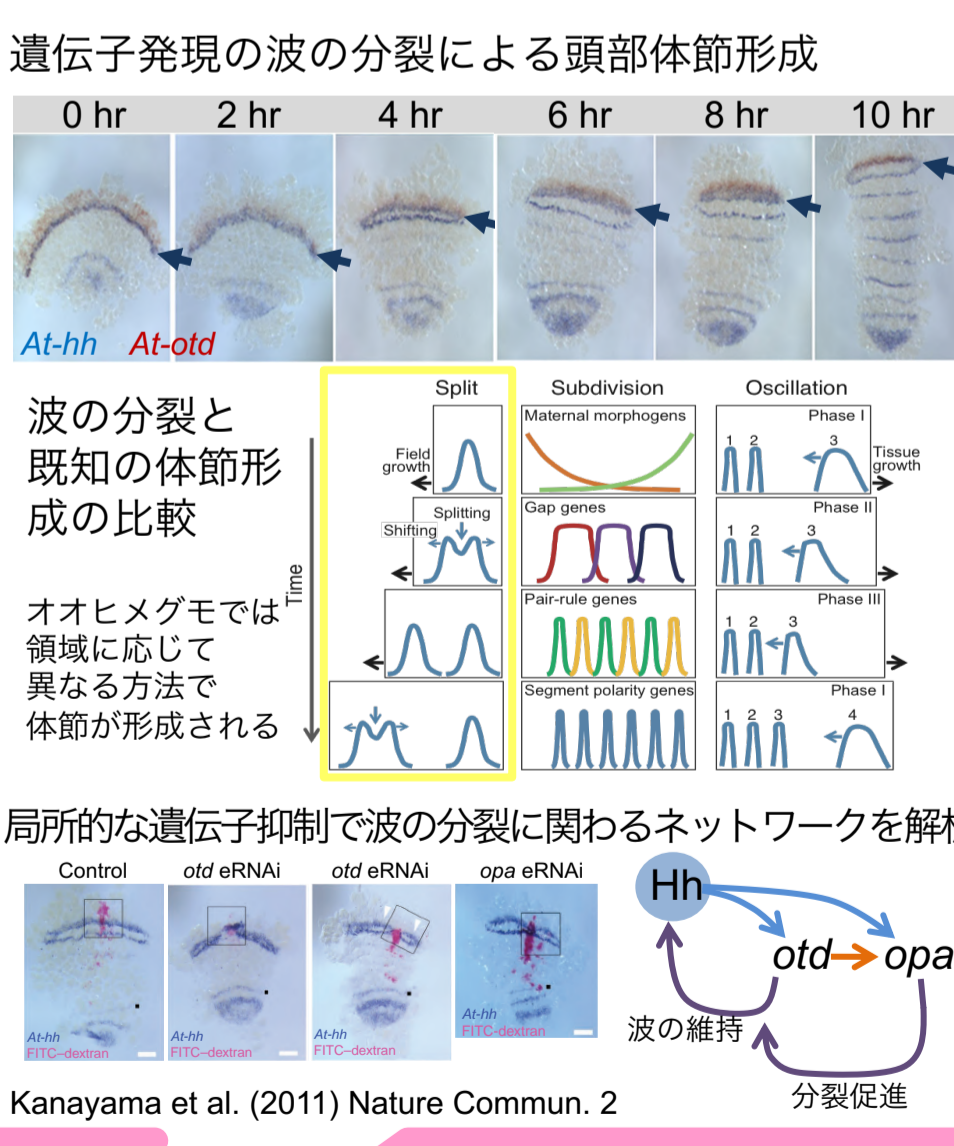 遺伝子発現の波の分裂による頭部体節形成
0 hr 2 hr 4 hr 6 hr 8 hr 10 hr
At-hh At-otd
波の分裂と
既知の体節形
成の比較
オオヒメグモでは
領域に応じて
異なる方法で
体節が形成される
Time
Split
Field
growth
Splitting
Shifting
Subdivision
Maternal morphogens
Gap genes
Pair-rule genes
Segment polarity genes
Oscillation
Phase I
1 2 3
Tissue
growth
Phase II
1 2 3
Phase III
1 2 3
Phase I
1 2 3 4
局所的な遺伝子抑制で波の分裂に関わるネットワークを解
Control
otd eRNAi
otd eRNAi
opa eRNAi
At-hh
FITC–dextran
At-hh
FITC–dextran
At-hh
FITC–dextran
At-hh
FITC-dextran
Hh
otd opa
波の維持
分裂促進
Kanayama et al. (2011) Nature Commun. 2